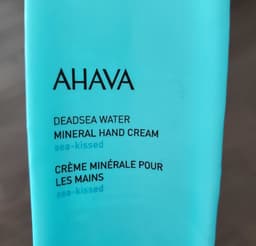 AHAVA
DEADSEA WATER
MINERAL HAND CREAM
sea-kissed
CRÈME MINÉRALE POUR
LES MAINS
sea-kissed